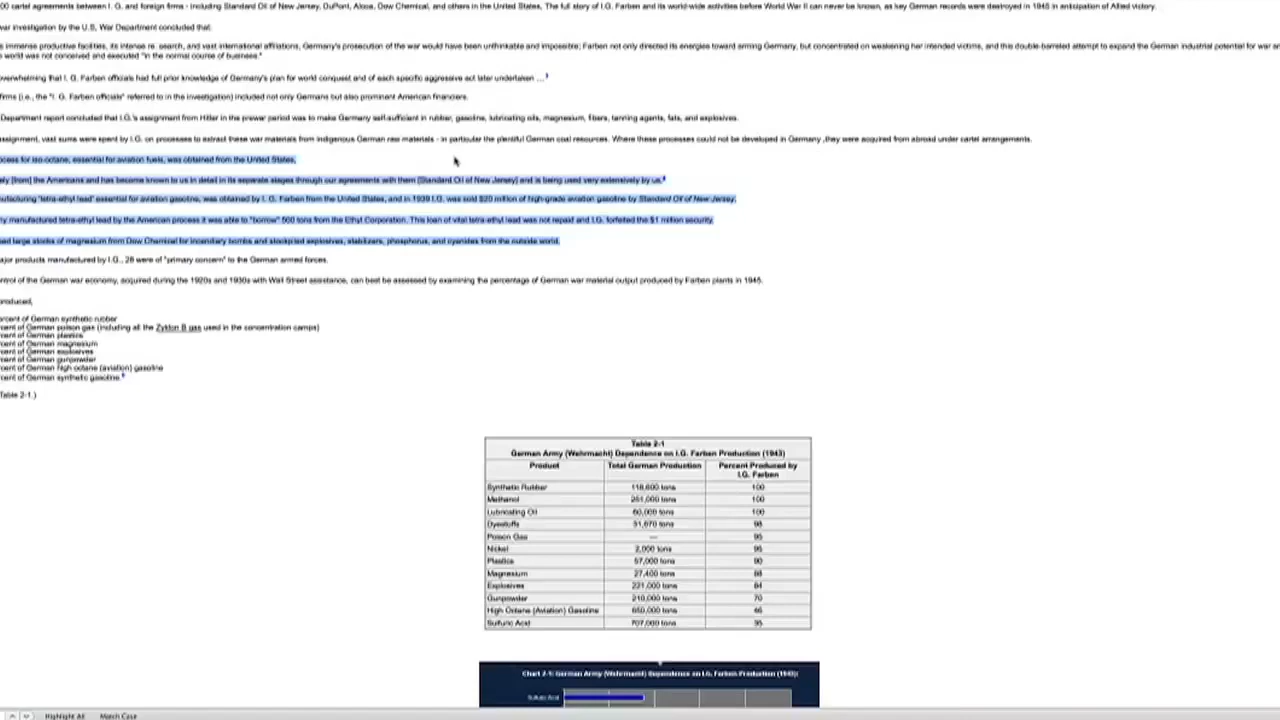 00 cartel agreements between I. G. and foreign firms - including Standard Oil of New Jersey, DuPont, Alcoa, Dow Chemical, and others in the United States. The full story of I.G. Farben and its world-wide activities before World War II can never be known, as key German records were destroyed in 1945 in anticipation of Allied victory.
war investigation by the U.S, War Department concluded that.
s immense productive facilities, its intense re. search, and vast international affiliations, Germany's prosecution of the war would have been unthinkable and impossible; Farben not only directed its energies toward arming Germany, but concentrated on weakening her intended victims, and this double-barreled attempt to expand the German industrial potential for war an
s world was not conceived and executed "in the normal course of business."
overwhelming that I. G. Farben officials had full prior knowledge of Germany's plan for world conquest and of each specific aggressive act later undertaken ... 3
firms (i.e., the "I. G. Farben officials" referred to in the investigation) included not only Germans but also prominent American financiers.
Department report concluded that I.G.'s assignment from Hitler in the prewar period was to make Germany self-sufficient in rubber, gasoline, lubricating oils, magnesium, fibers, tanning agents, fats, and explosives.
assignment, vast sums were spent by I.G. on processes to extract these war materials from indigenous German raw materials - in particular the plentiful German coal resources. Where these processes could not be developed in Germany ,they were acquired from abroad under cartel arrangements.
ocess for iso-octane, essential for aviation fuels, was obtained from the United States,
ely [from] the Americans and has become known to us in detail in its separate stages through our agreements with them [Standard Oil of New Jersey] and is being used very extensively by us.4
nufacturing "tetra-ethyl lead" essential for aviation gasoline, was obtained by I. G. Farben from the United States, and in 1939 I.G. was sold $20 million of high-grade aviation gasoline by Standard Oil of New Jersey.
ny manufactured tetra-ethyl lead by the American process it was able to "borrow" 500 tons from the Ethyl Corporation. This loan of vital tetra-ethyl lead was not repaid and I.G. forfeited the $1 million security.
sed large stocks of magnesium from Dow Chemical for incendiary bombs and stockpiled explosives, stabilizers, phosphorus, and cyanides from the outside world.
ajor products manufactured by I.G., 28 were of "primary concern" to the German armed forces.
ntrol of the German war economy, acquired during the 1920s and 1930s with Wall Street assistance, can best be assessed by examining the percentage of German war material output produced by Farben plants in 1945.
produced,
ercent of German synthetic rubber
cent of German poison gas (including all the Zyklon B gas used in the concentration camps)
cent of German plastics
cent of German magnesium
cent of German explosives
cent of German gunpowder
cent of German high octane (aviation) gasoline
cent of German synthetic gasoline.
Table 2-1.)
Table 2-1
German Army (Wehrmacht) Dependence on I.G. Farben Production (1943)
Product Total German Production Percent Produced by
I.G. Farben
Synthetic Rubber 118,600 tons 100
Methanol 251,000 tons 100
Lubricating Oil 60,000 tons 100
Dyestuffs 31,670 tons 98
Poison Gas — 95
Nickel 2,000 tons 95
Plastics 57,000 tons 90
Magnesium 27,400 tons 88
Explosives 221,000 tons 84
Gunpowder 210,000 tons 70
High Octane (Aviation) Gasoline 650,000 tons 46
Sulfuric Acid 707,000 tons 35
Chart 2-1: German Army (Wehrmacht) Dependence on I.G. Farben Production (1943):
Sulfuric Acid
Highlight All Match Case